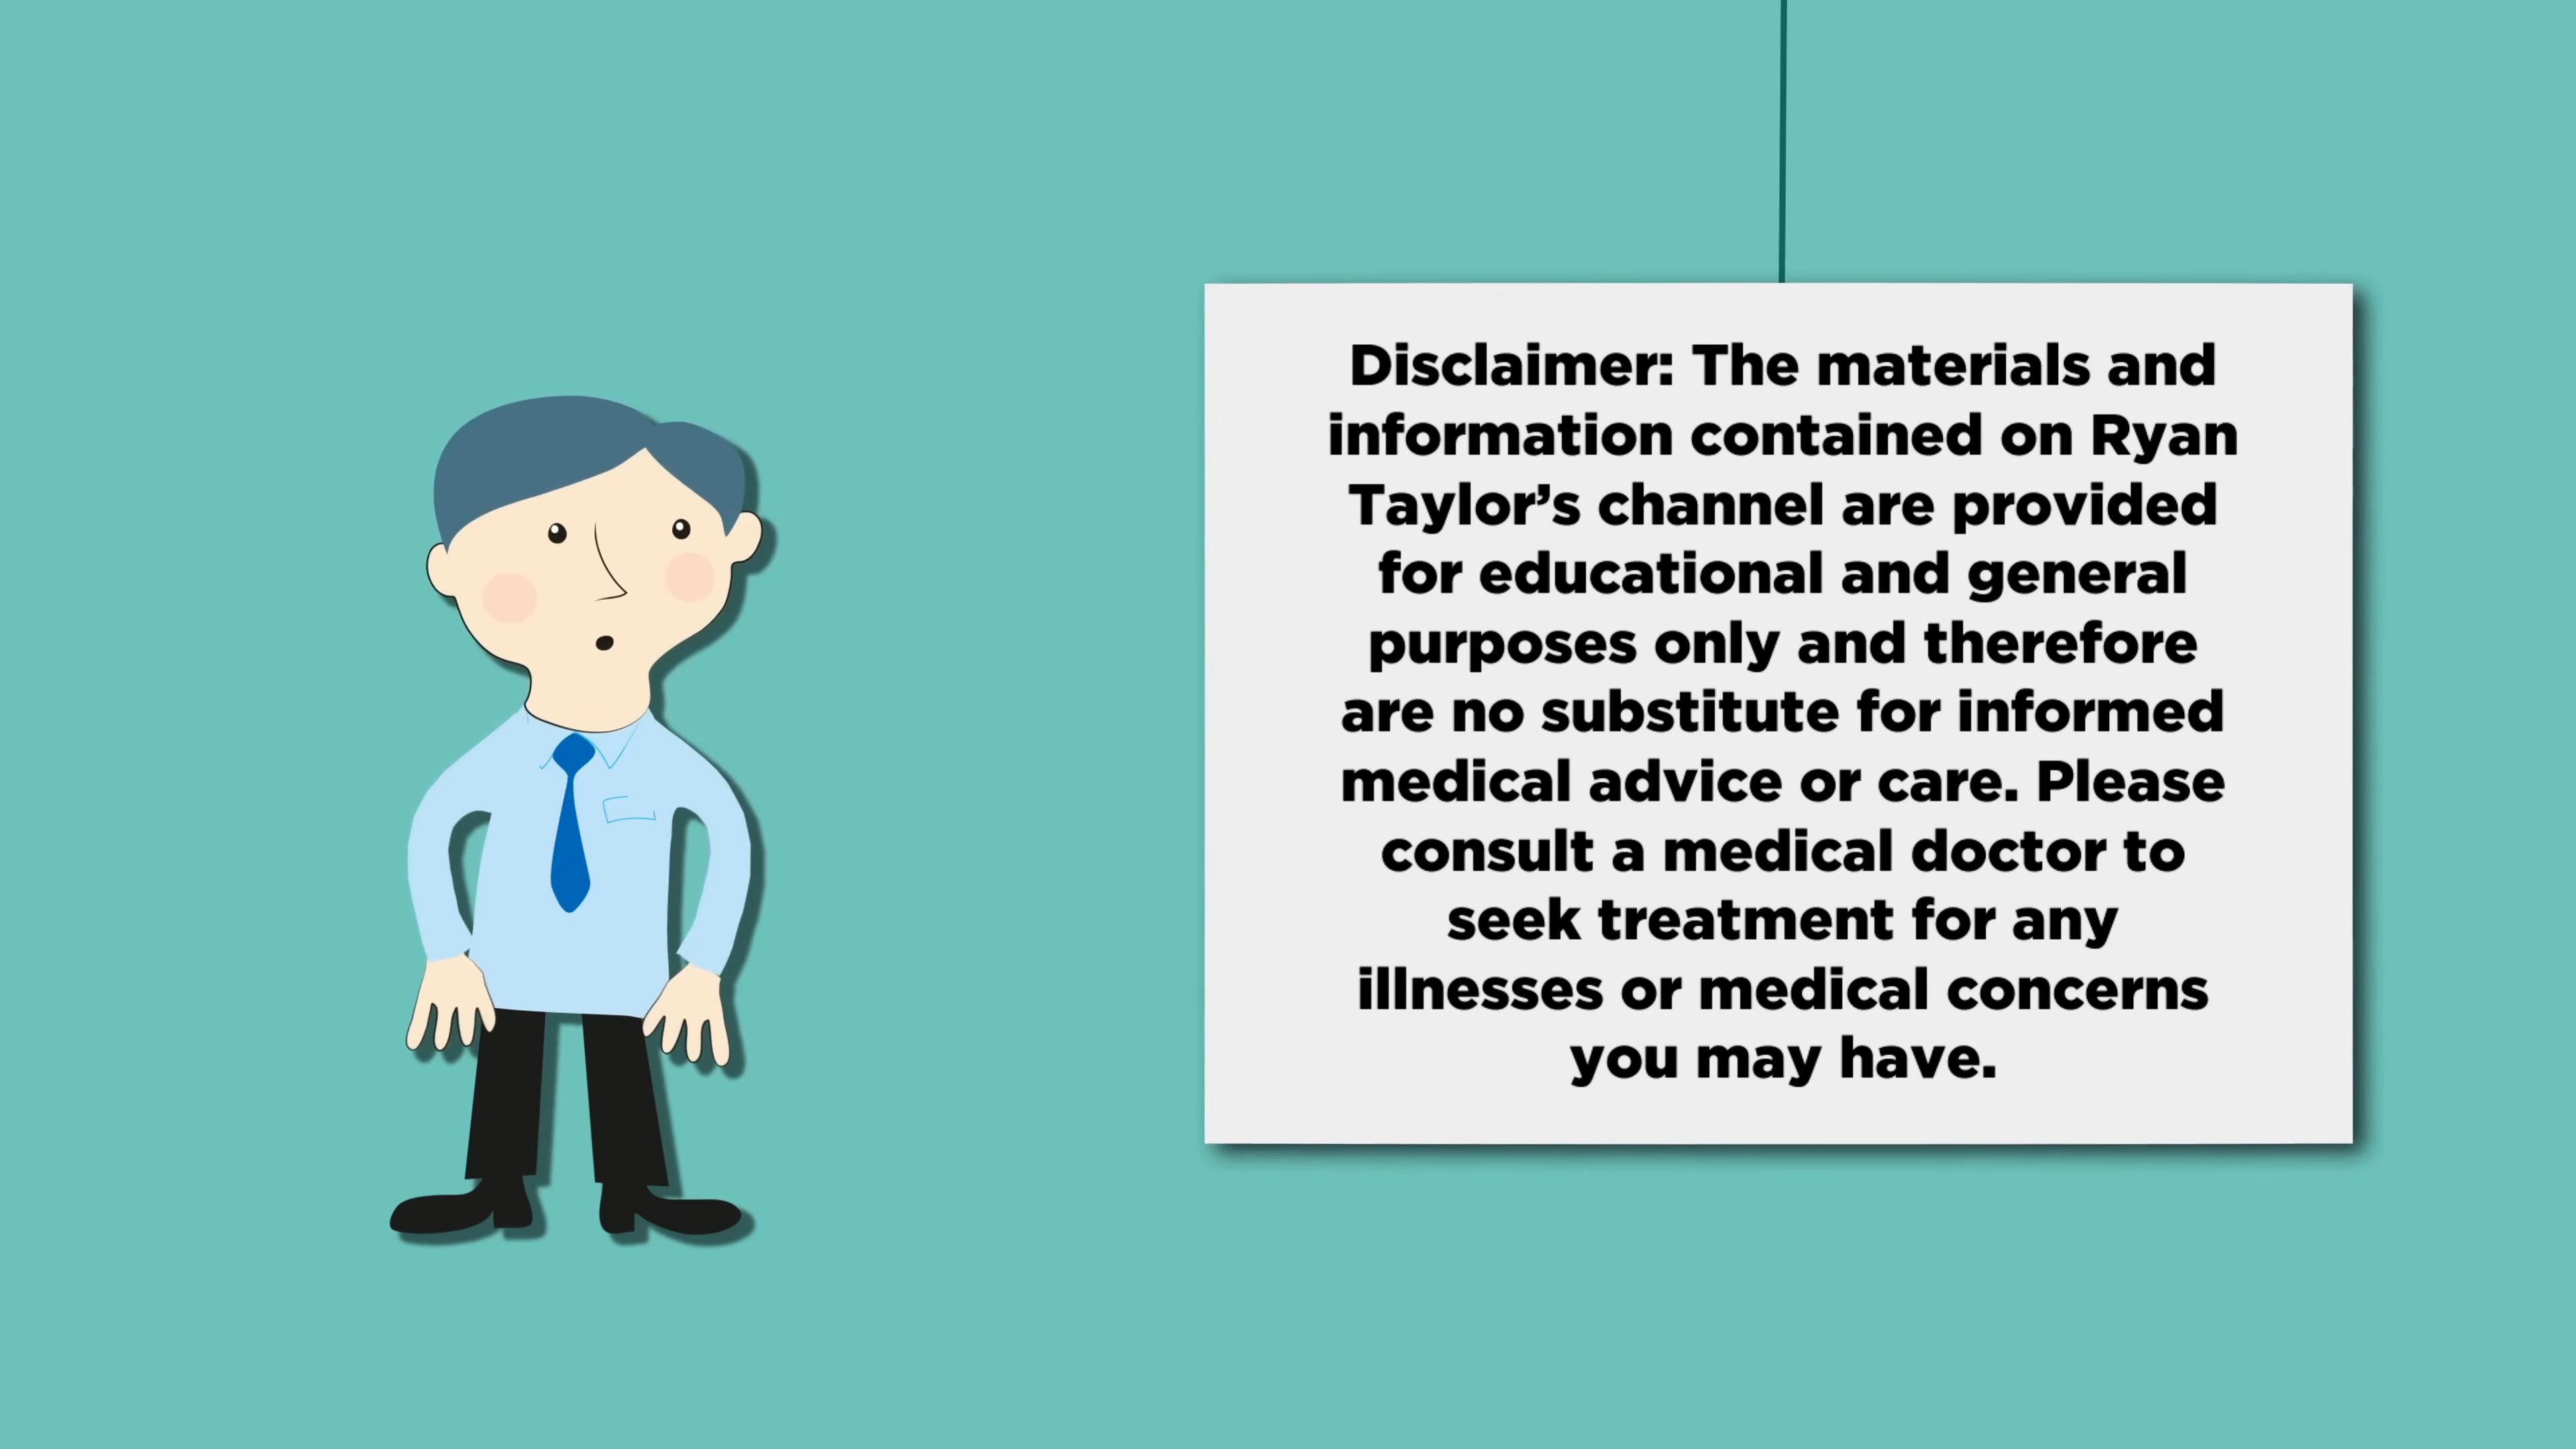 Disclaimer: The materials and
information contained on Ryan
Taylor’s channel are provided
for educational and general
purposes only and therefore
are no substitute for informed
medical advice or care. Please
consult a medical doctor to
seek treatment for any
illnesses or medical concerns
you may have.